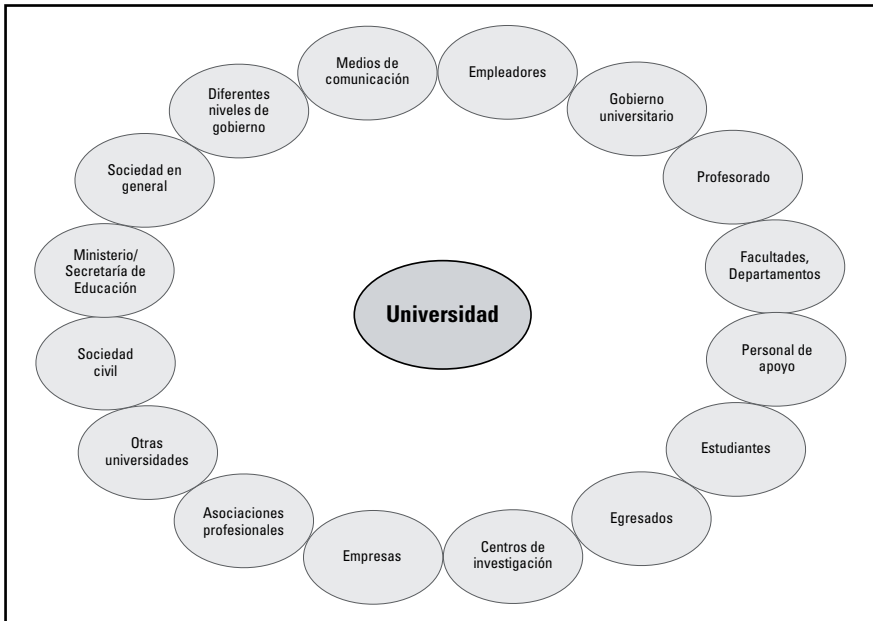 Medios de
comunicación
Empleadores
Diferentes
niveles de
gobierno
Gobierno
universitario
Sociedad en
general
Profesorado
Ministerio/
Secretaría de
Educación
Facultades,
Departamentos
Universidad
Sociedad
civil
Personal de
apoyo
Otras
universidades
Estudiantes
Asociaciones
profesionales
Egresados
Empresas
Centros de
investigación